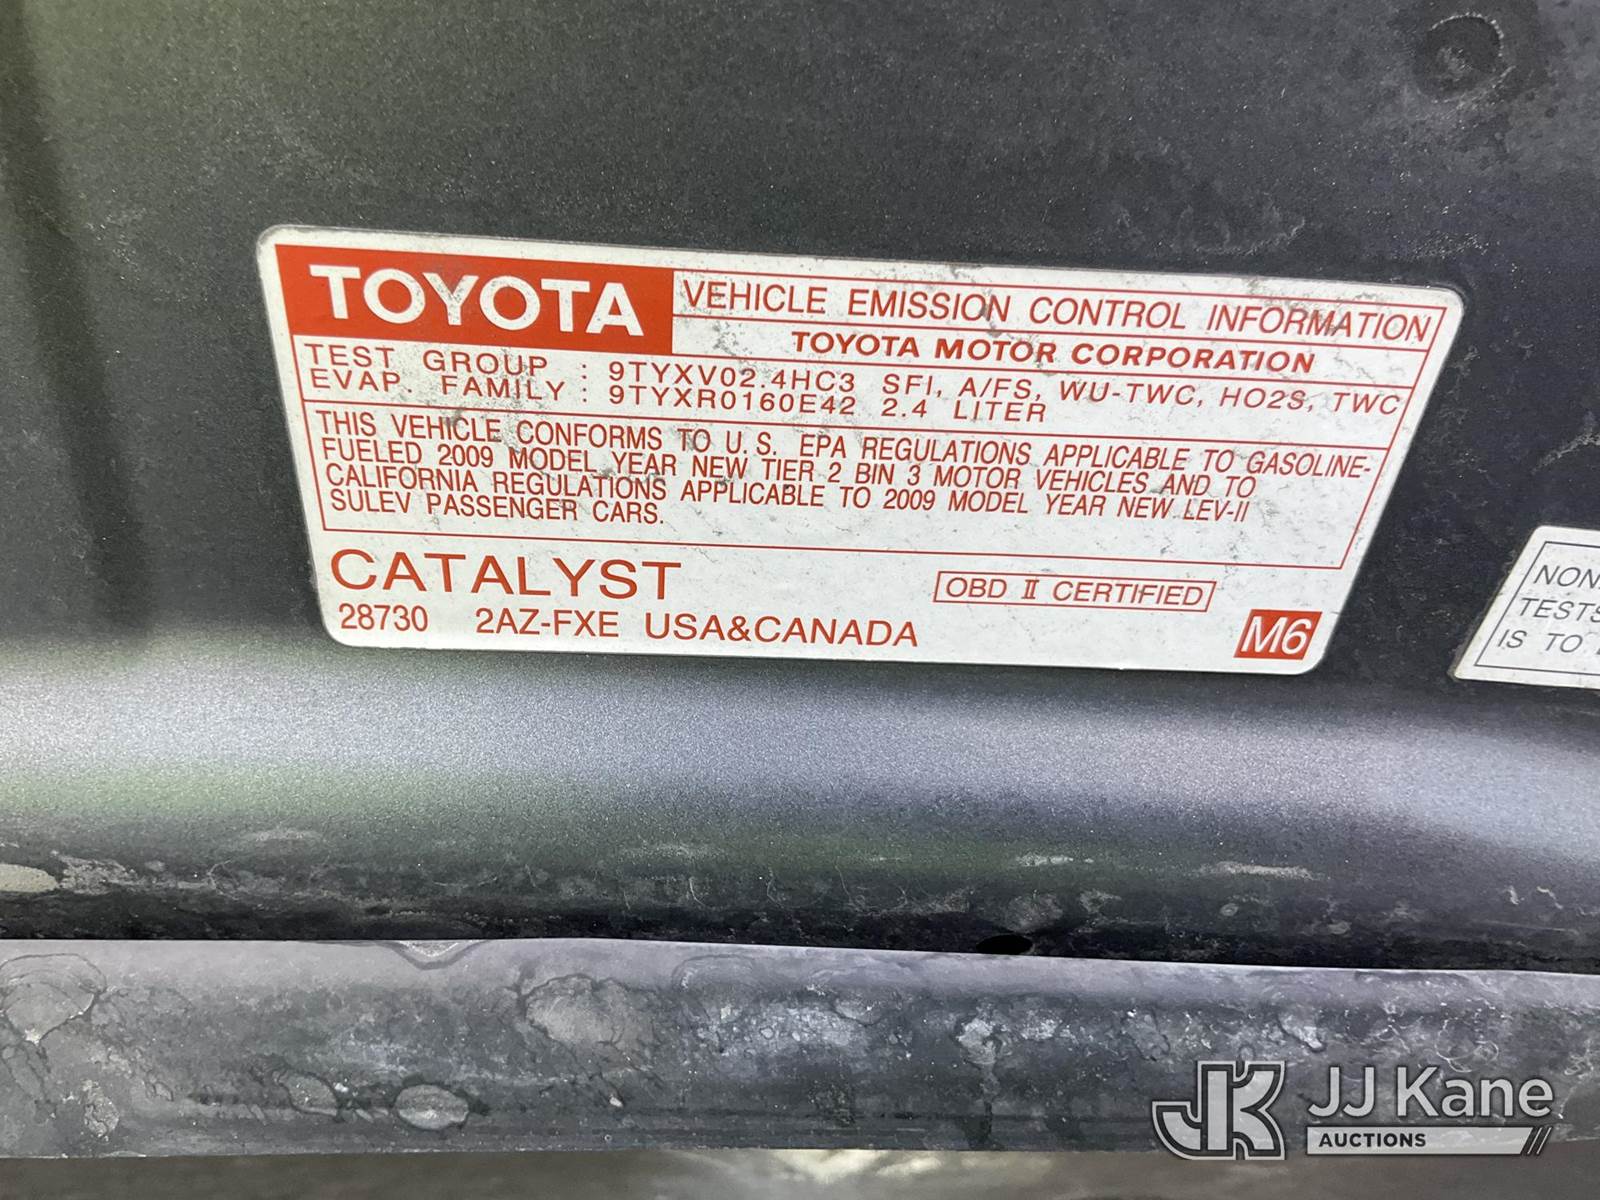 TOYOTA
VEHICLE EMISSION CONTROL INFORMATION
TOYOTA MOTOR CORPORATION
TEST GROUP : 9TYXV02.4HC3 SFI, A/FS, WU-TWC, HO2S, TWC
EVAP. FAMILY : 9TYXR0160E42 2.4 LITER
THIS VEHICLE CONFORMS TO U.S. EPA REGULATIONS APPLICABLE TO GASOLINE-
FUELED 2009 MODEL YEAR NEW TIER 2 BIN 3 MOTOR VEHICLES AND TO
CALIFORNIA REGULATIONS APPLICABLE TO 2009 MODEL YEAR NEW LEV-II
SULEV PASSENGER CARS.
CATALYST
OBD II CERTIFIED
28730 2AZ-FXE USA&CANADA
M6
IS TO
JK JJ Kane
AUCTIONS